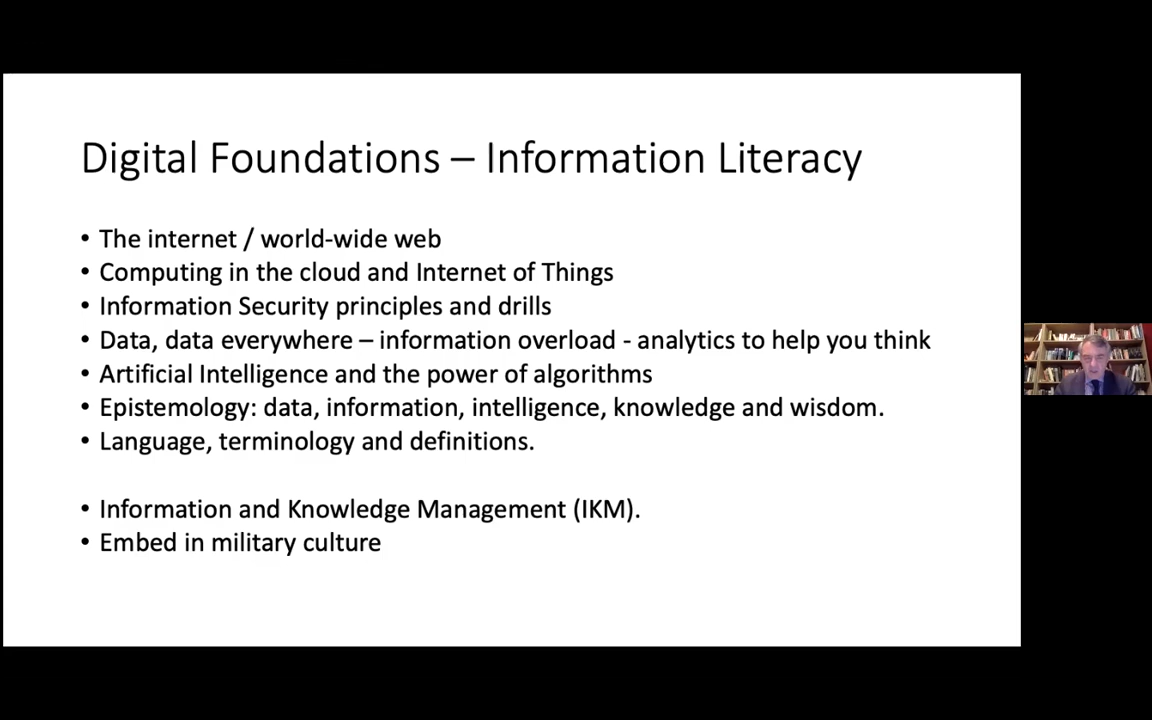 Digital Foundations – Information Literacy
• The internet / world-wide web
• Computing in the cloud and Internet of Things
• Information Security principles and drills
• Data, data everywhere – information overload - analytics to help you think
• Artificial Intelligence and the power of algorithms
• Epistemology: data, information, intelligence, knowledge and wisdom.
• Language, terminology and definitions.
• Information and Knowledge Management (IKM).
• Embed in military culture